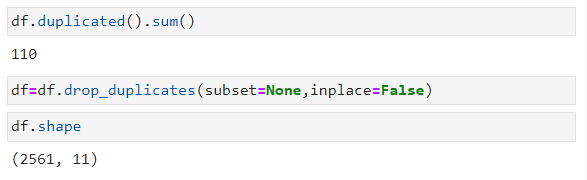 df.duplicated().sum()
110
df=df.drop_duplicates(subset=None,inplace=False)
df.shape
(2561, 11)